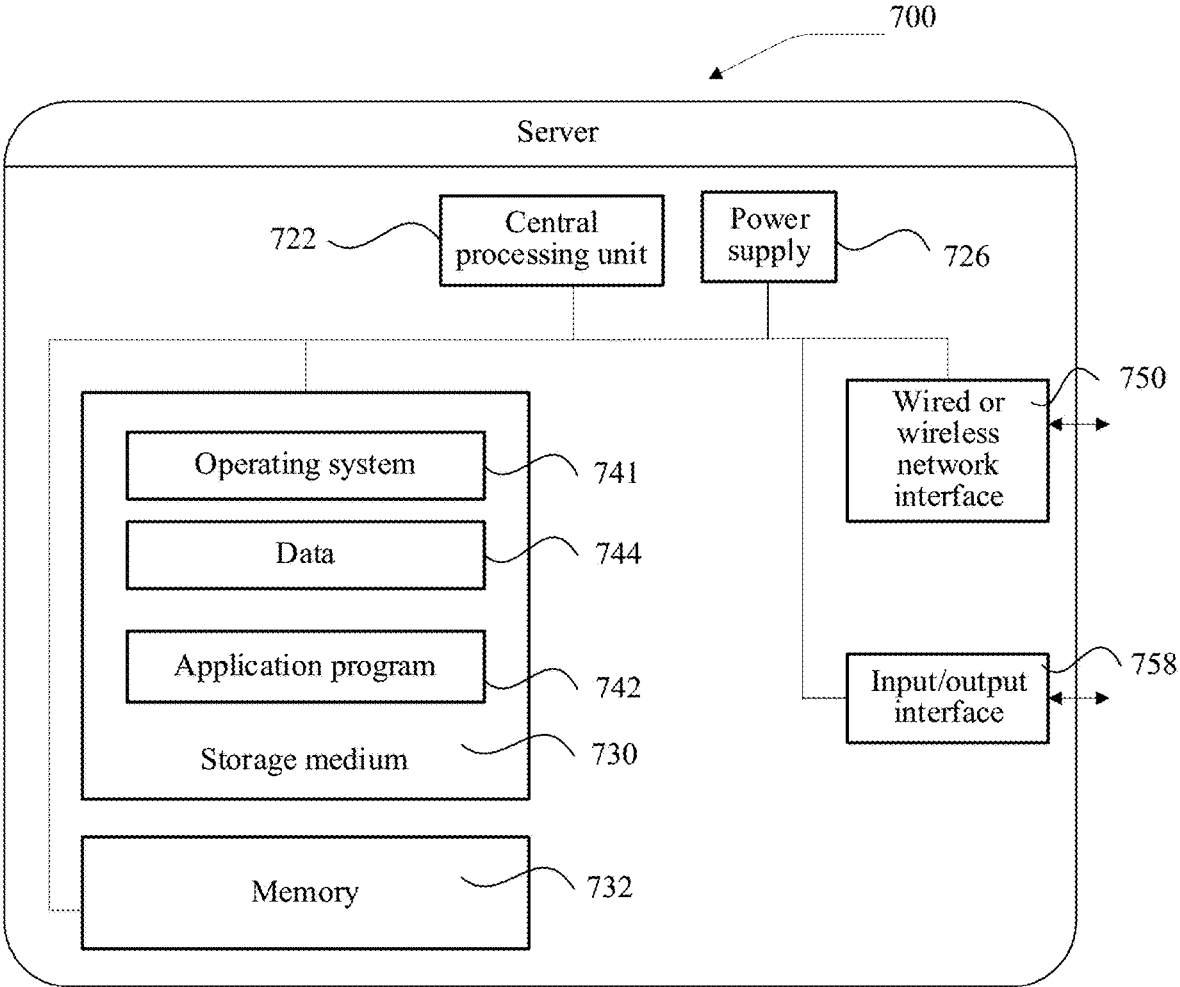 700
Server
722
Central
processing unit
Power
supply
726
750
Wired or
wireless
network
interface
Operating system
741
Data
744
Application program
742
Storage medium
730
758
Input/output
interface
Memory
732